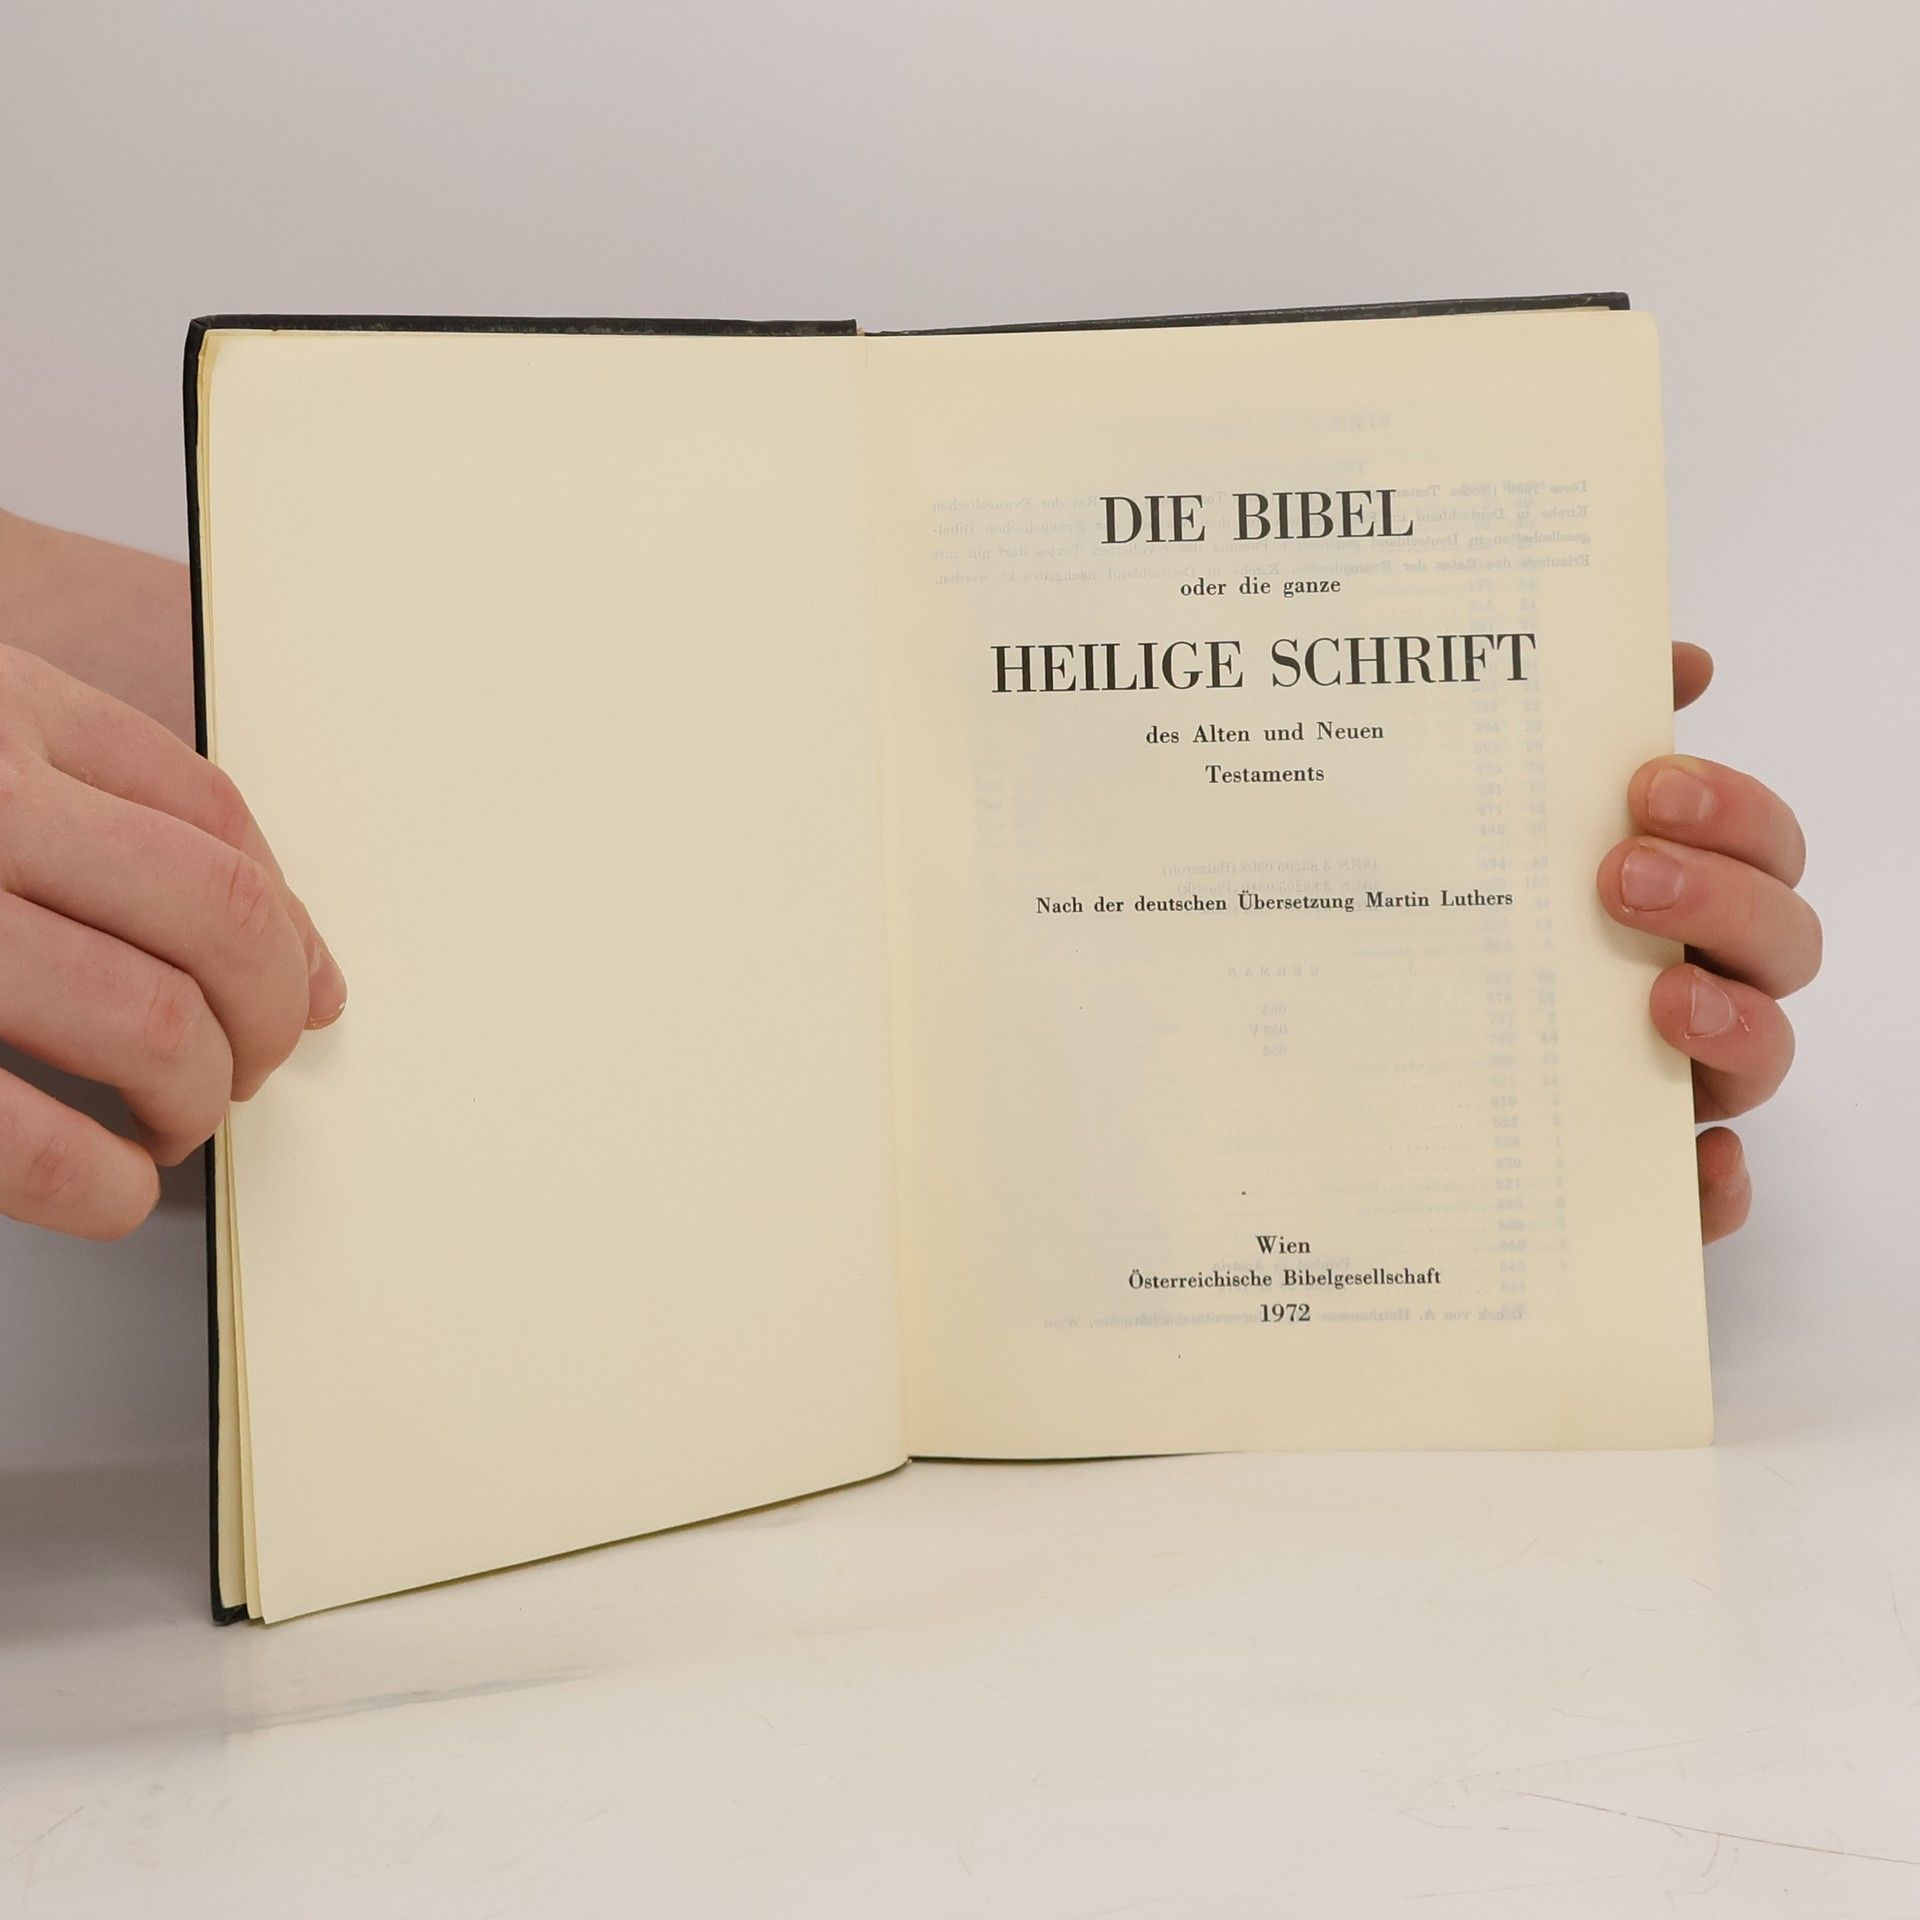 DIE BIBEL
oder die ganze
HEILIGE SCHRIFT
des Alten und Neuen
Testaments
Nach der deutschen Übersetzung Martin Luthers
Wien
Österreichische Bibelgesellschaft
1972